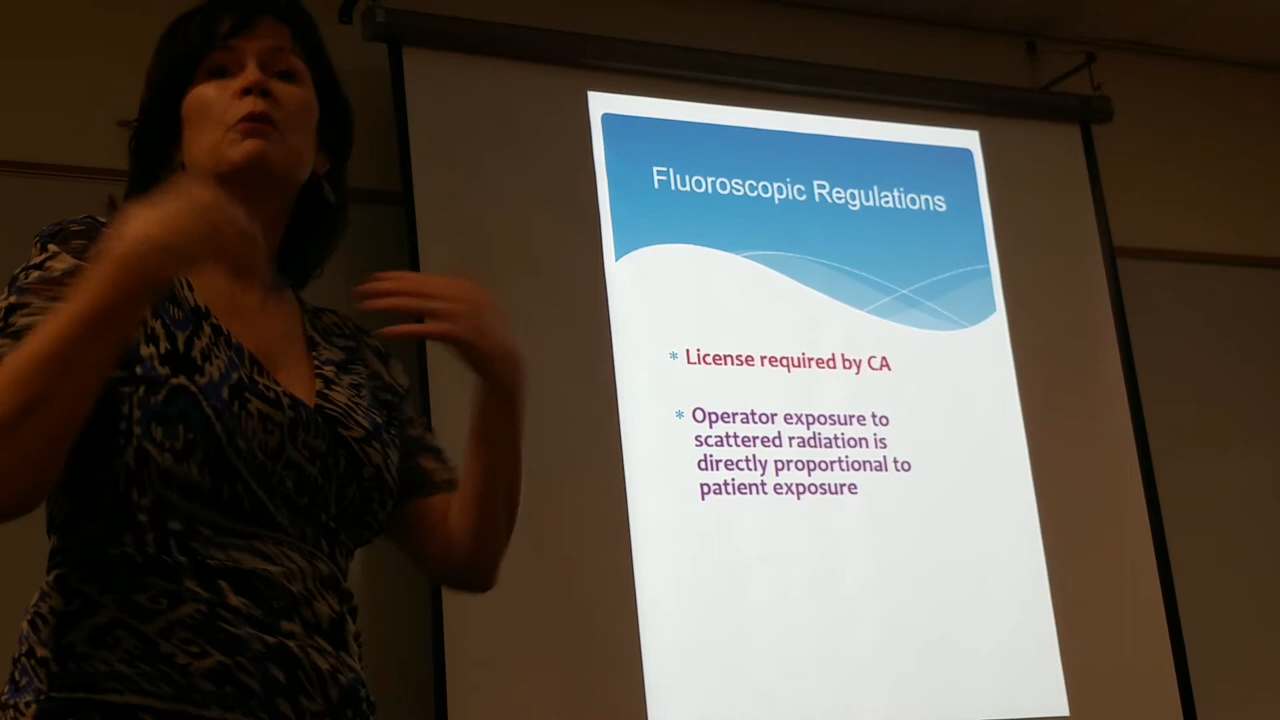 Fluoroscopic Regulations
* License required by CA
* Operator exposure to
scattered radiation is
directly proportional to
patient exposure